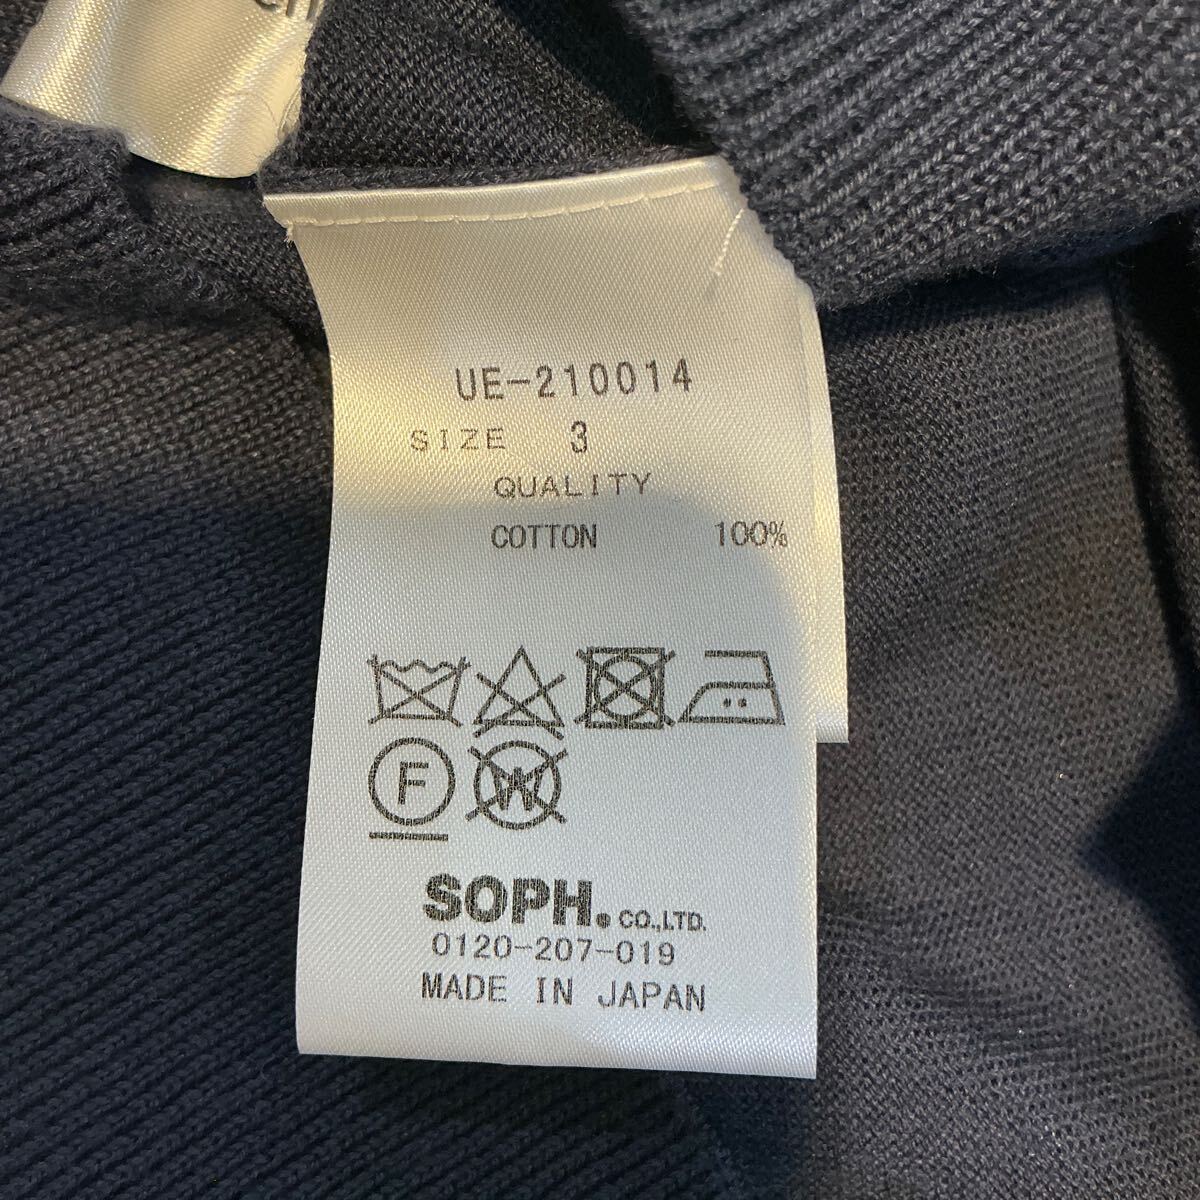 UE-210014
SIZE 3
QUALITY
COTTON 100%
F W
SOPH. CO.,LTD.
0120-207-019
MADE IN JAPAN